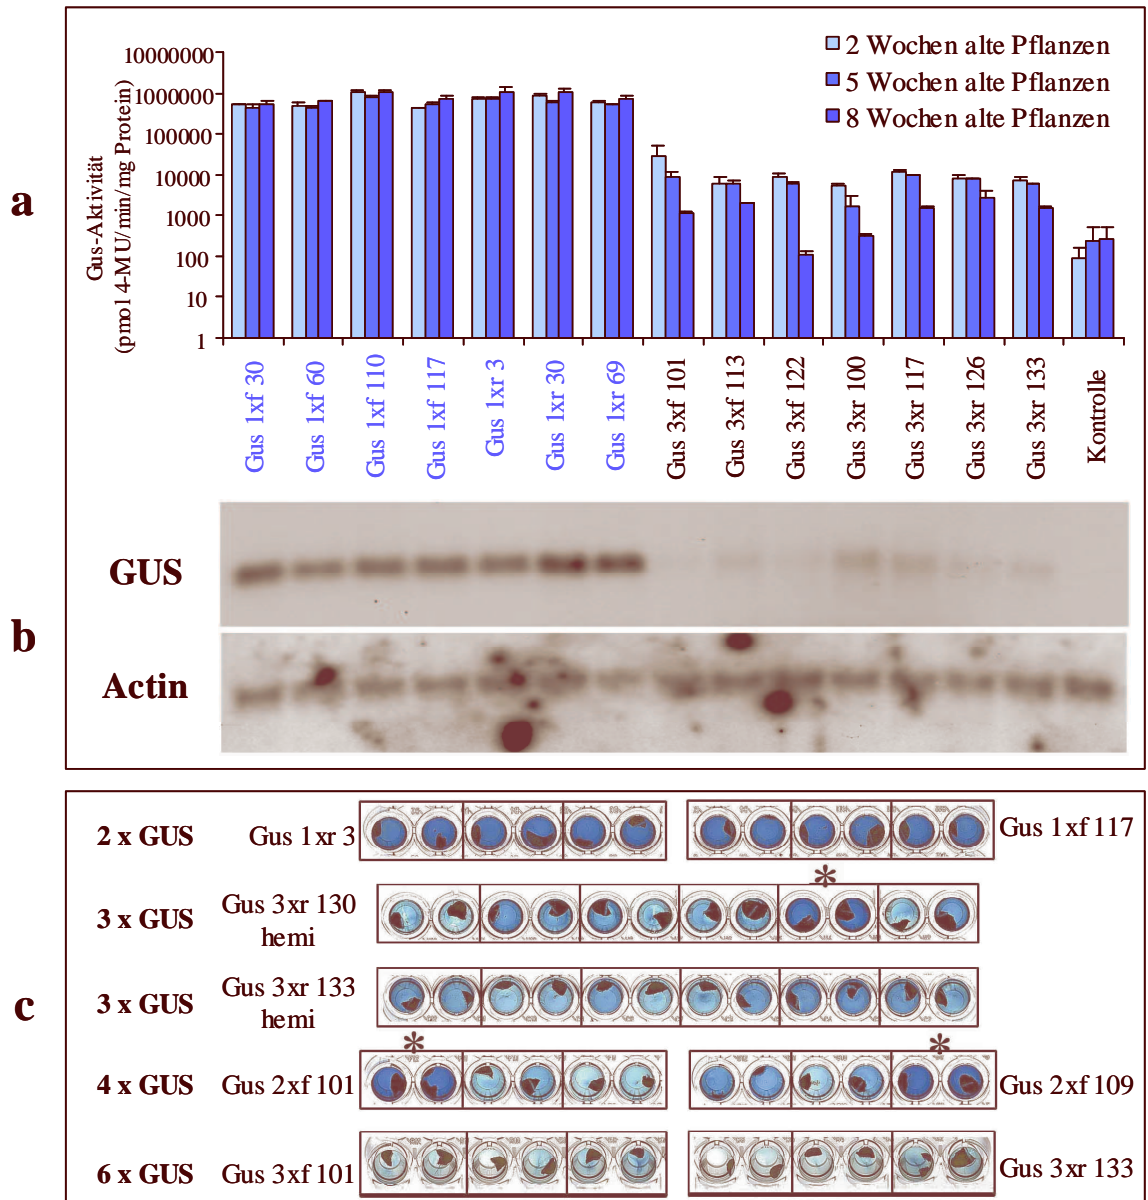 a
10000000
1000000
100000
10000
1000
100
10
1
Gus-Aktivität
(pmol 4-MU/min/mg Protein)
2 Wochen alte Pflanzen
5 Wochen alte Pflanzen
8 Wochen alte Pflanzen
Gus 1xf 30
Gus 1xf 60
Gus 1xf 110
Gus 1xf 117
Gus 1xr 3
Gus 1xr 30
Gus 1xr 69
Gus 3xf 101
Gus 3xf 113
Gus 3xf 122
Gus 3xr 100
Gus 3xr 117
Gus 3xr 126
Gus 3xr 133
Kontrolle
b
GUS
Actin
c
2 x GUS Gus 1xr 3 Gus 1xf 117
*
3 x GUS Gus 3xr 130
hemi
3 x GUS Gus 3xr 133
hemi
* *
4 x GUS Gus 2xf 101 Gus 2xf 109
6 x GUS Gus 3xf 101 Gus 3xr 133